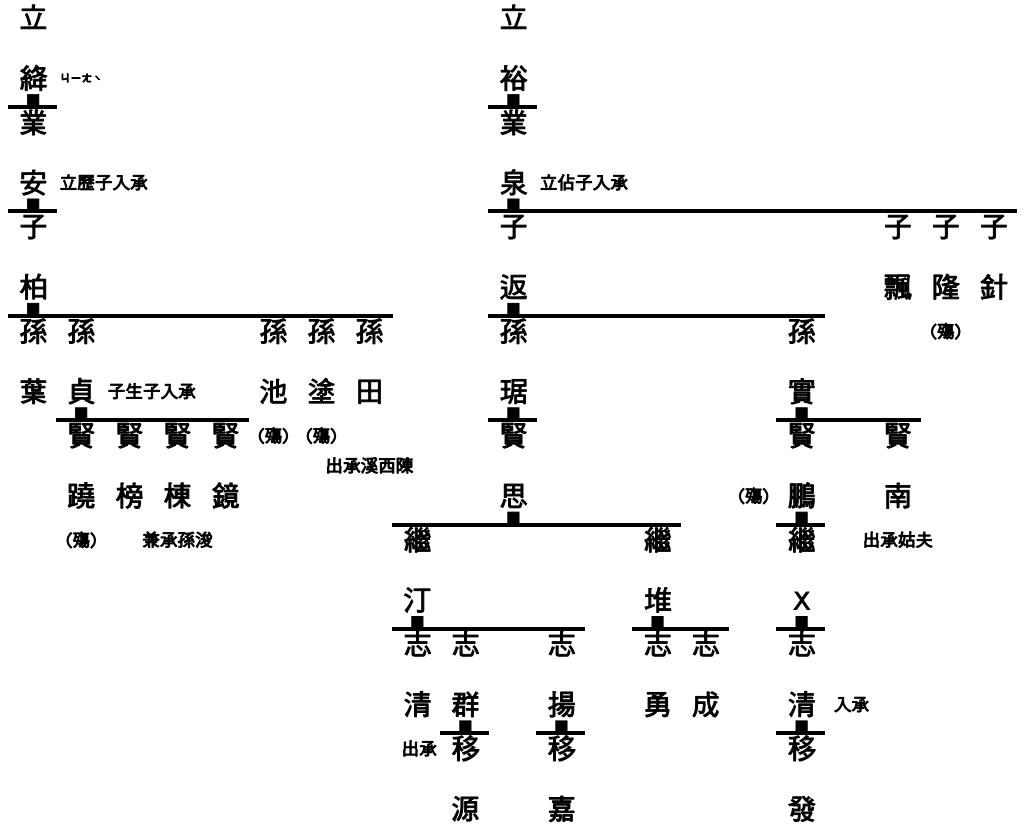 立 立
絳 ㄐㄧㄤˋ 裕
業 業
安 立歷子入承 泉 立佔子入承
子 子 子 子 子
柏 返 飄 隆 針
孫 孫 孫 孫 孫 孫 孫 (殤)
葉 貞 子生子入承 池 塗 田 琚 實
賢 賢 賢 賢 (殤) (殤) 賢 賢 賢
出承溪西陳
蹺 榜 棟 鏡 思 (殤) 鵬 南
(殤) 兼承孫浚 繼 繼 繼 出承姑夫
汀 堆 X
志 志 志 志 志 志
清 群 揚 勇 成 清 入承
出承 移 移 移
源 嘉 發